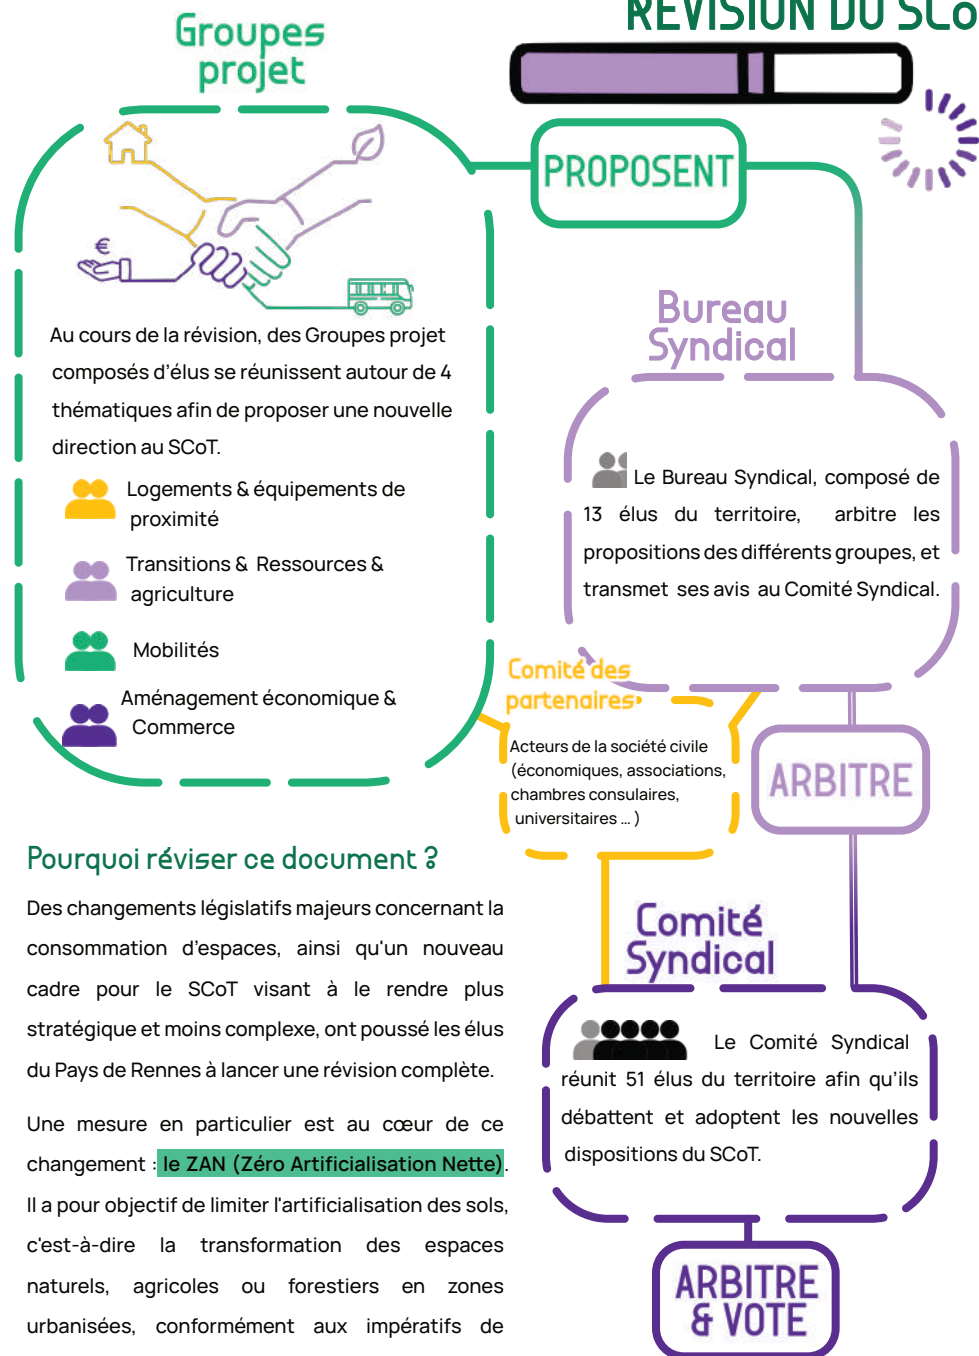 RÉVISION DU SCo
Groupes
projet
PROPOSENT
€
Au cours de la révision, des Groupes projet
composés d'élus se réunissent autour de 4
thématiques afin de proposer une nouvelle
direction au SCoT.
Logements & équipements de
proximité
Transitions & Ressources &
agriculture
Mobilités
Aménagement économique &
Commerce
Bureau
Syndical
Le Bureau Syndical, composé de
13 élus du territoire, arbitre les
propositions des différents groupes, et
transmet ses avis au Comité Syndical.
Comité des
partenaires
Acteurs de la société civile
(économiques, associations,
chambres consulaires,
universitaires ... )
ARBITRE
Comité
Syndical
Le Comité Syndical
réunit 51 élus du territoire afin qu'ils
débattent et adoptent les nouvelles
dispositions du SCoT.
ARBITRE
& VOTE
Pourquoi réviser ce document ?
Des changements législatifs majeurs concernant la
consommation d'espaces, ainsi qu'un nouveau
cadre pour le SCoT visant à le rendre plus
stratégique et moins complexe, ont poussé les élus
du Pays de Rennes à lancer une révision complète.
Une mesure en particulier est au cœur de ce
changement : le ZAN (Zéro Artificialisation Nette).
Il a pour objectif de limiter l'artificialisation des sols,
c'est-à-dire la transformation des espaces
naturels, agricoles ou forestiers en zones
urbanisées, conformément aux impératifs de